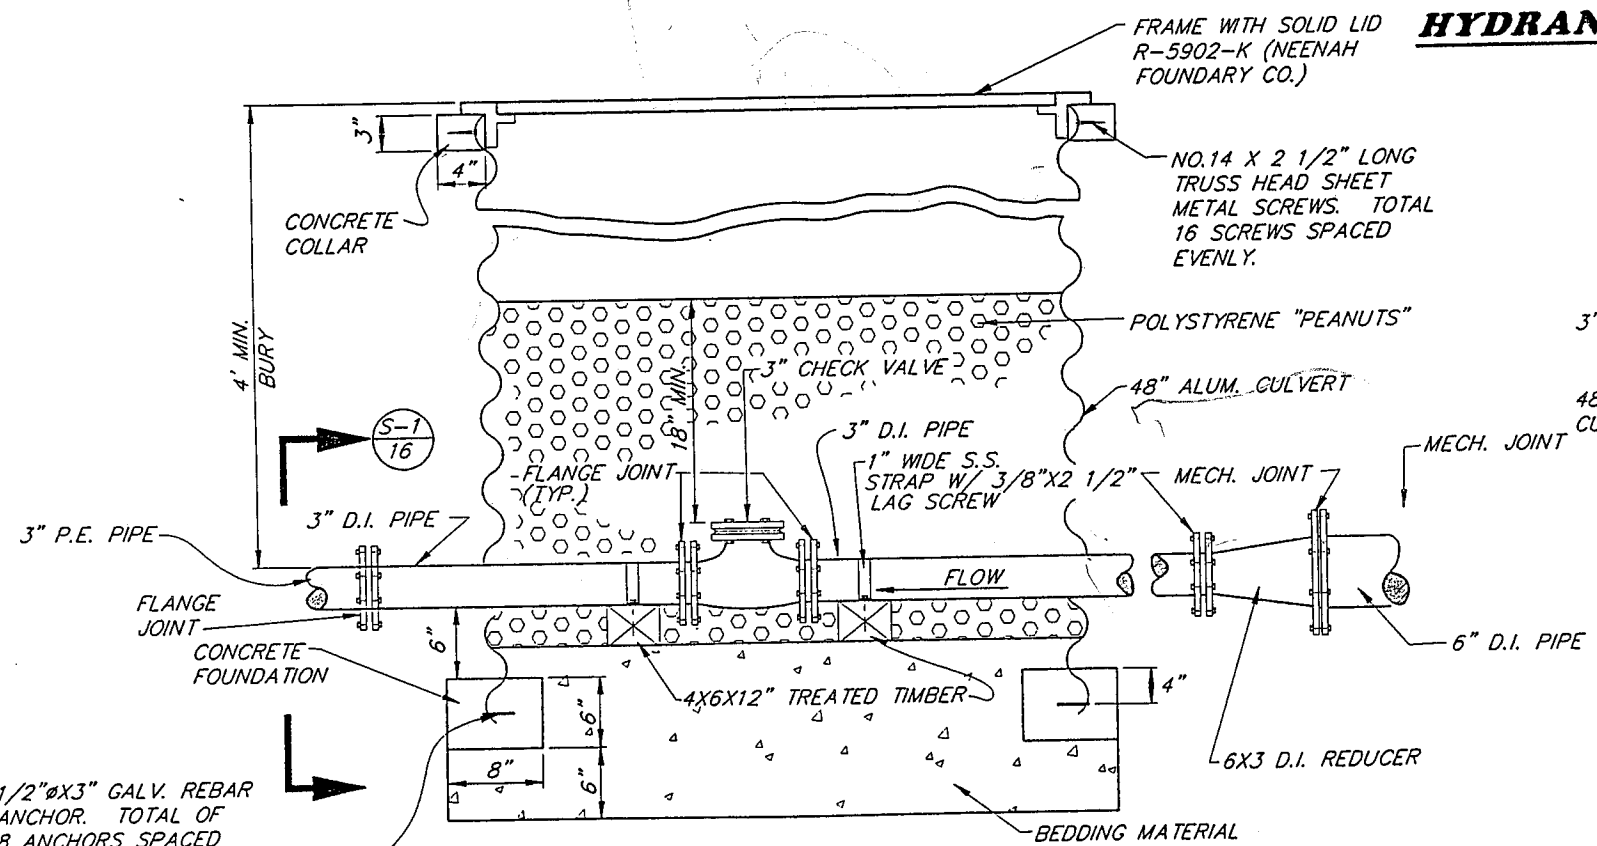 FRAME WITH SOLID LID
R-5902-K (NEENAH
FOUNDARY CO.)
3"
4"
CONCRETE
COLLAR
NO.14 X 2 1/2" LONG
TRUSS HEAD SHEET
METAL SCREWS. TOTAL
16 SCREWS SPACED
EVENLY.
4' MIN.
BURY
POLYSTYRENE "PEANUTS"
3"
18" MIN.
3" CHECK VALVE
48" ALUM. CULVERT
48
S-1
16
3" D.I. PIPE
MECH. JOINT
FLANGE JOINT
(TYP.)
1" WIDE S.S.
STRAP W/ 3/8"X2 1/2"
LAG SCREW
MECH. JOINT
3" P.E. PIPE
3" D.I. PIPE
FLOW
FLANGE
JOINT
6"
6" D.I. PIPE
CONCRETE
FOUNDATION
4X6X12" TREATED TIMBER
4"
6"
8"
6"
6X3 D.I. REDUCER
1/2"øX3" GALV. REBAR
ANCHOR. TOTAL OF
8 ANCHORS SPACED
BEDDING MATERIAL